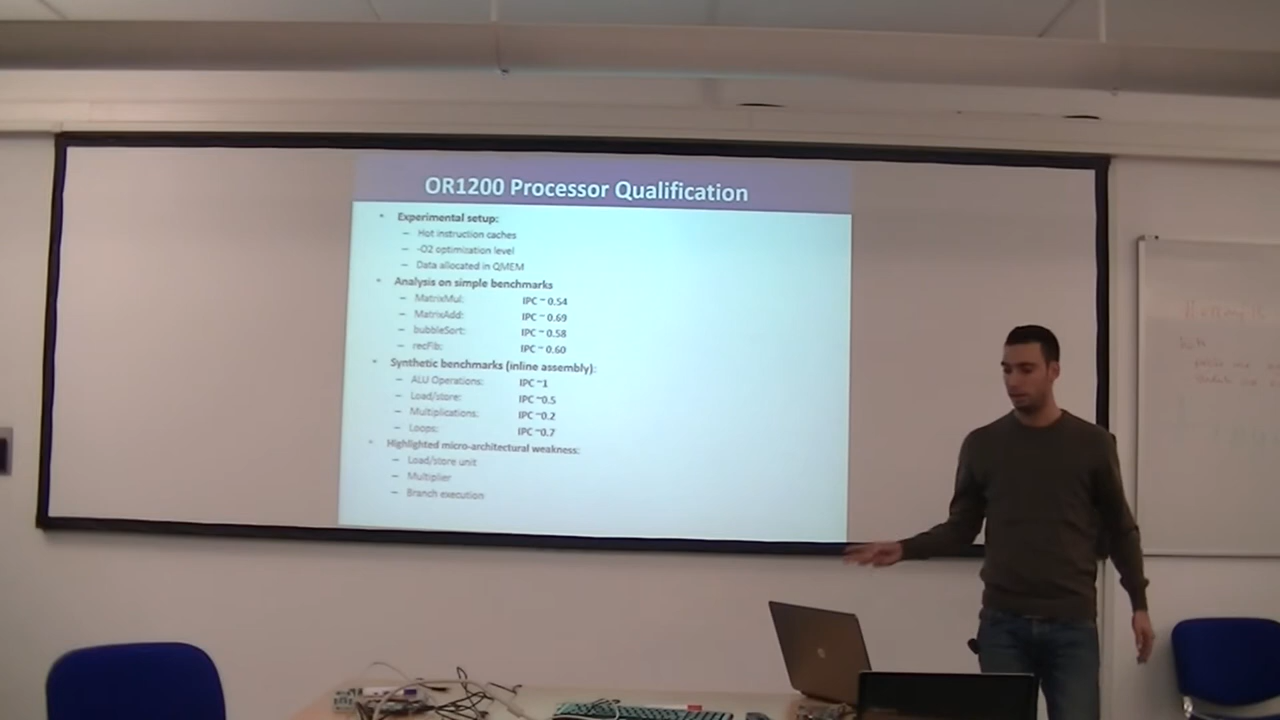 OR1200 Processor Qualification
• Experimental setup:
– Hot instruction caches
– -O2 optimization level
– Data allocated in QMEM
• Analysis on simple benchmarks
– MatrixMul: IPC ~ 0.54
– MatrixAdd: IPC ~ 0.69
– bubbleSort: IPC ~ 0.58
– recFib: IPC ~ 0.60
• Synthetic benchmarks (inline assembly):
– ALU Operations: IPC ~1
– Load/store: IPC ~0.5
– Multiplications: IPC ~0.2
– Loops: IPC ~0.7
• Highlighted micro-architectural weakness:
– Load/store unit
– Multiplier
– Branch execution